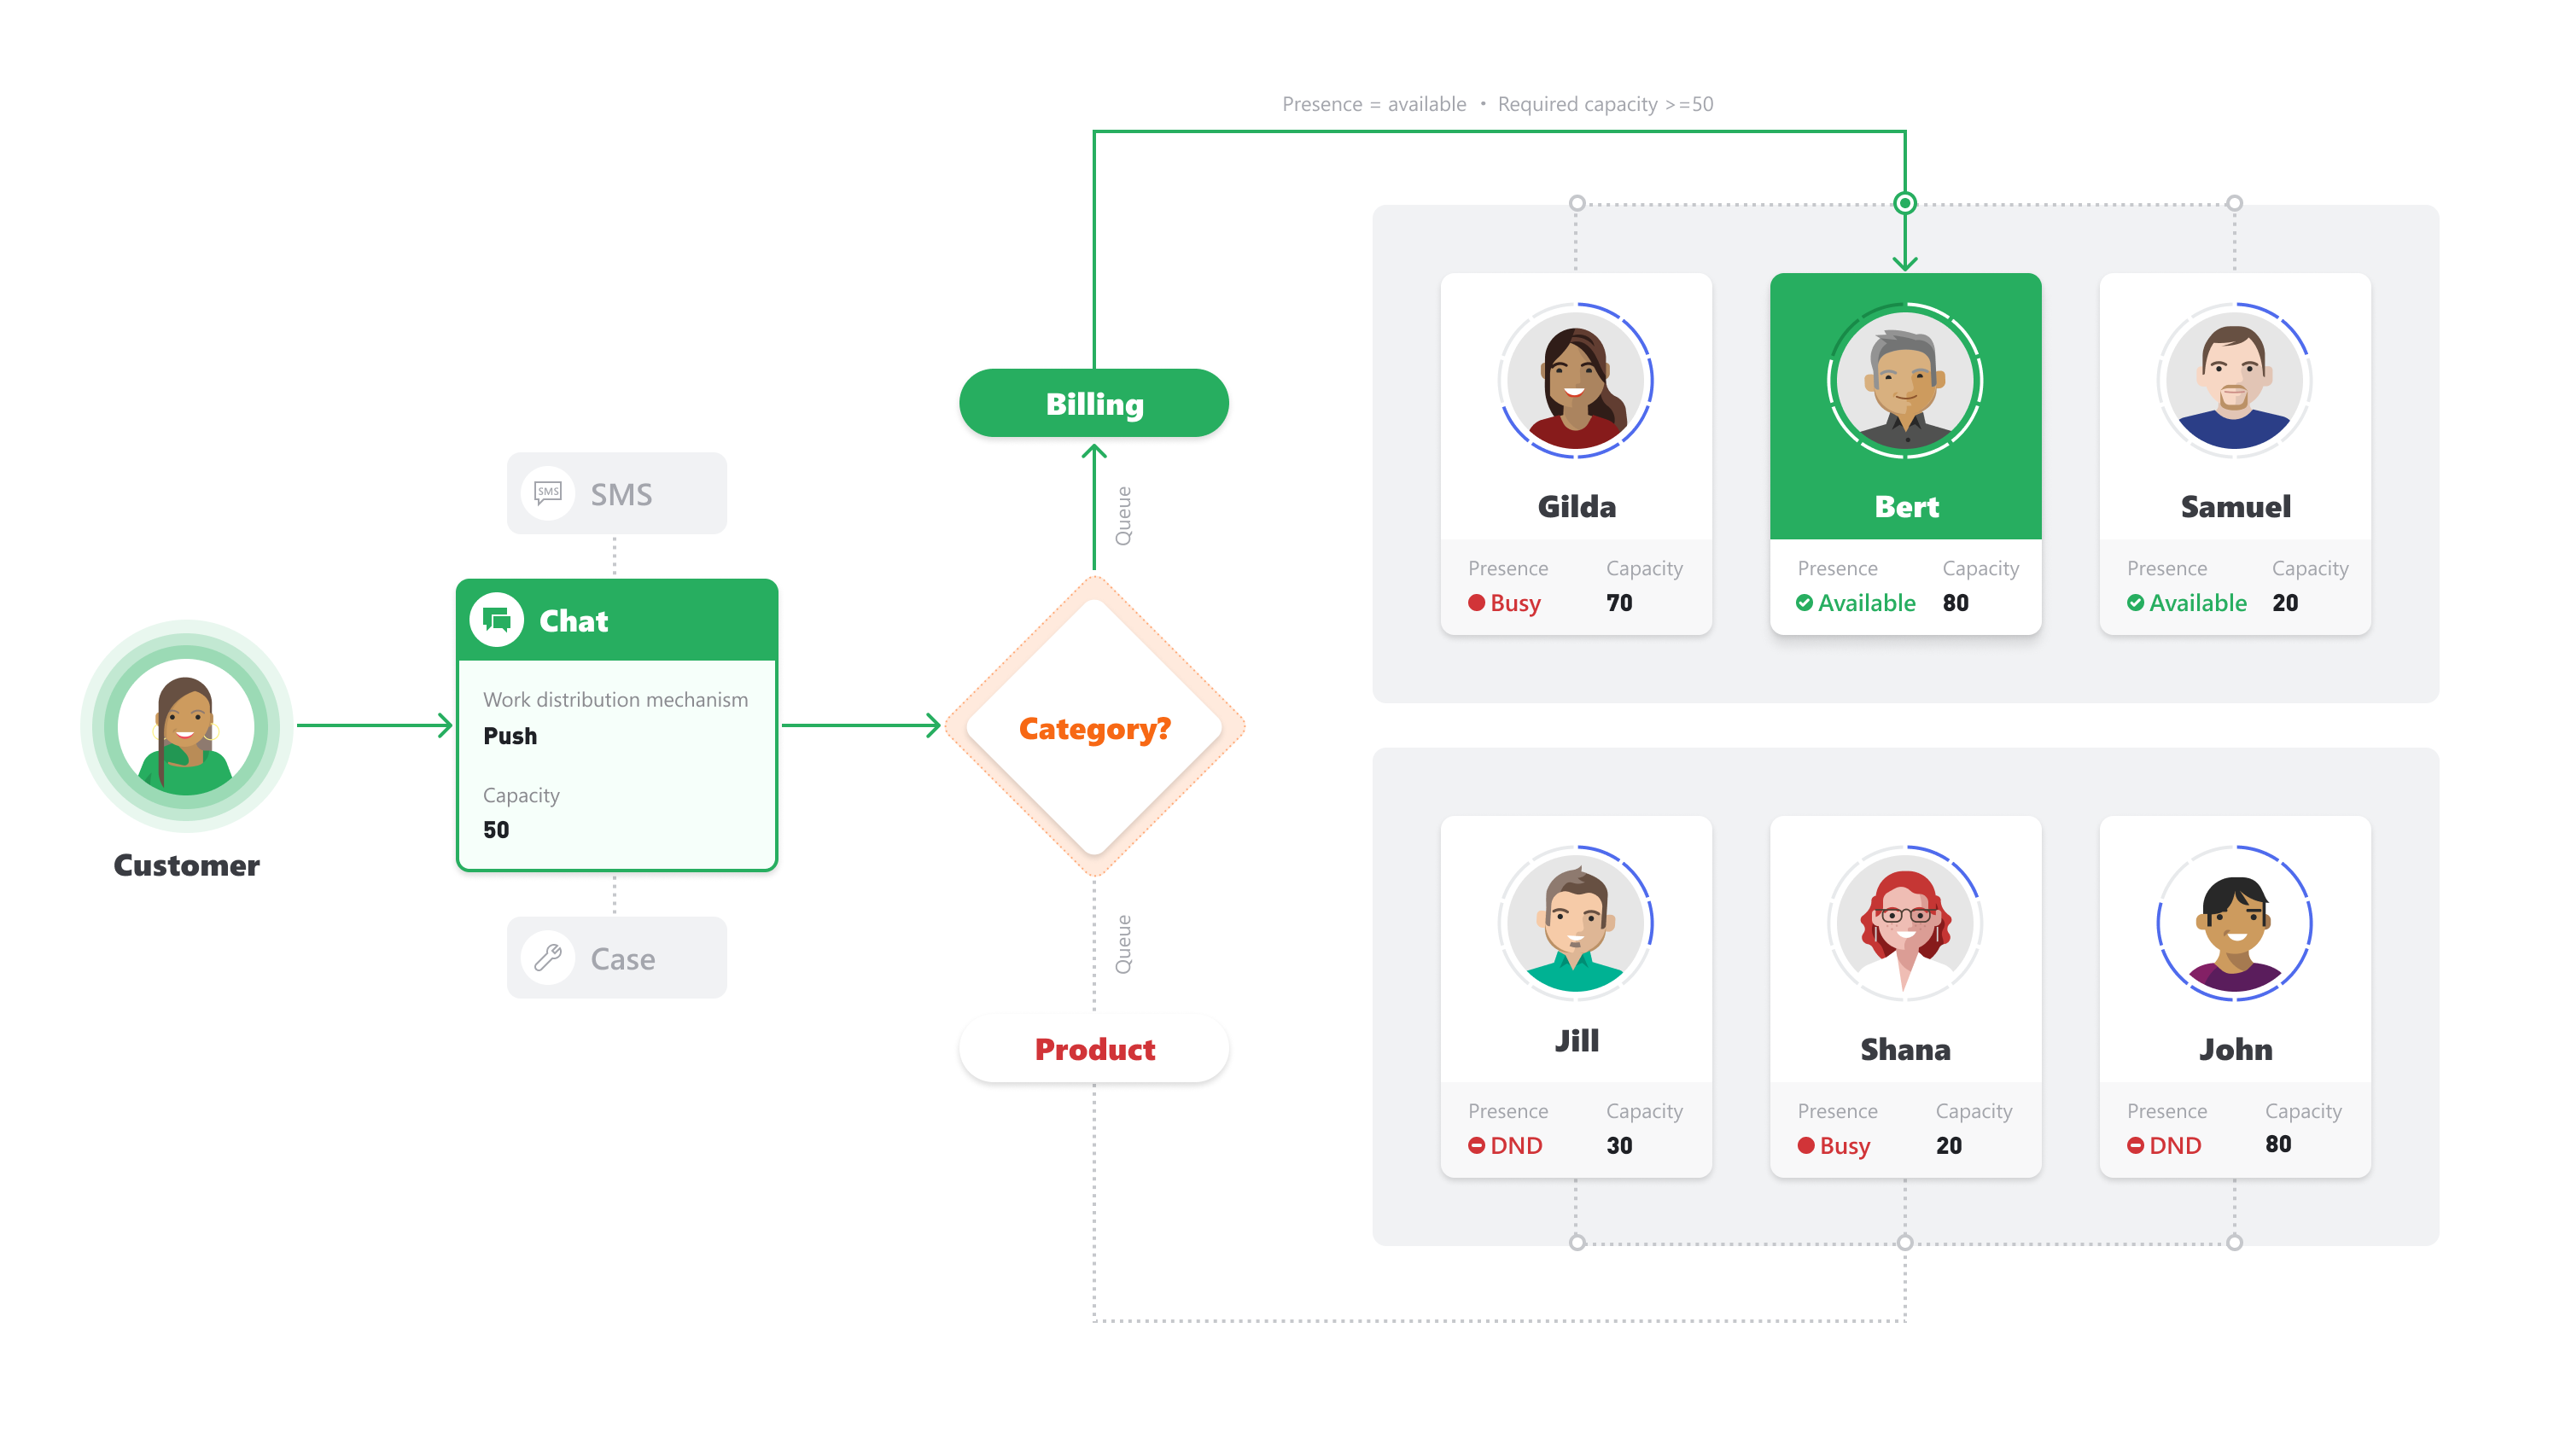 Presence = available • Required capacity >=50
Billing
Queue
SMS
SMS
Chat
Work distribution mechanism
Push
Capacity
50
Case
Customer
Category?
Queue
Product
Gilda
Presence Capacity
Busy 70
Bert
Presence Capacity
Available 80
Samuel
Presence Capacity
Available 20
Jill
Presence Capacity
DND 30
Shana
Presence Capacity
Busy 20
John
Presence Capacity
DND 80